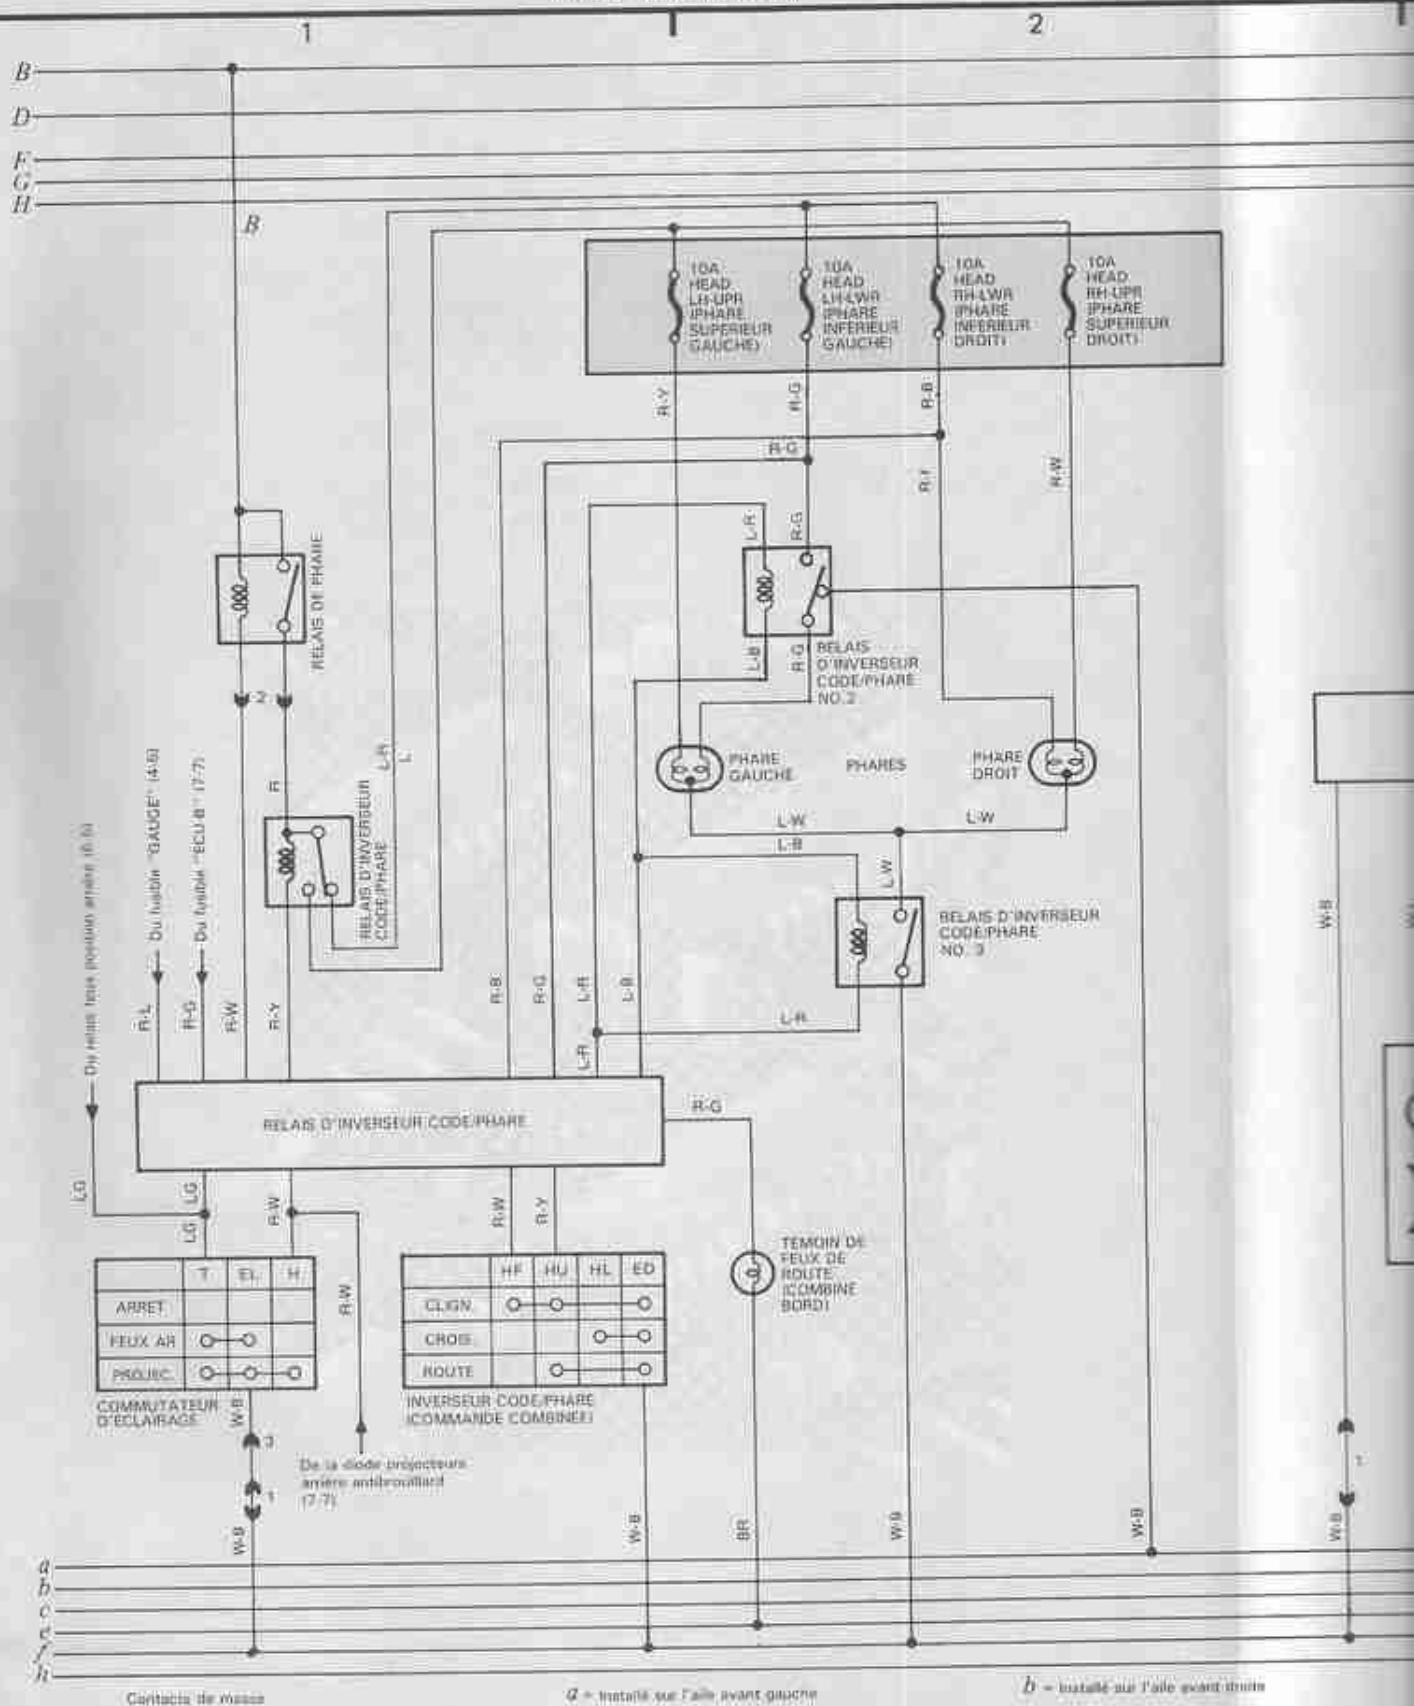 1
2
B
D
F
G
H
B
10A
HEAD
LH-UPR
(PHARE
SUPERIEUR
GAUCHE)
10A
HEAD
LH-LWR
(PHARE
INFERIEUR
GAUCHE)
10A
HEAD
RH-LWR
(PHARE
INFERIEUR
DROIT)
10A
HEAD
RH-UPR
(PHARE
SUPERIEUR
DROIT)
R-Y
R-G
R-B
R-G
R-W
L-R
R-G
RELAIS DE PHARE
L-B
R-G
RELAIS
D'INVERSEUR
CODE/PHARE
NO. 2
2
PHARE
GAUCHE
PHARES
PHARE
DROIT
L-R
L
R
RELAIS D'INVERSEUR
CODE/PHARE
L-W
L-W
L-B
L-W
RELAIS D'INVERSEUR
CODE/PHARE
NO. 3
Du fusible "GAUGE" (4-6)
Du fusible "ECU-B" (7-7)
W-B
R-L
R-G
R-W
R-Y
R-B
R-G
L-R
L-B
L-R
L-R
RELAIS D'INVERSEUR CODE/PHARE
R-G
LG
LG
LG
R-W
R-W
R-Y
R-W
T EL H
ARRET
FEUX AR
PROJEC.
COMMUTATEUR
D'ECLAIRAGE
HF HU HL ED
CLIGN.
CROIS.
ROUTE
INVERSEUR CODE/PHARE
(COMMANDE COMBINEE)
TEMOIN DE
FEUX DE
ROUTE
(COMBINE
BORD)
W-B
3
1
De la diode projecteurs
arrière antibrouillard
(7-7)
1
W-B
W-B
BR
W-B
W-B
W-B
a
b
c
e
f
h
Contacts de masse
a = Installé sur l'aile avant gauche
b = Installé sur l'aile avant droite